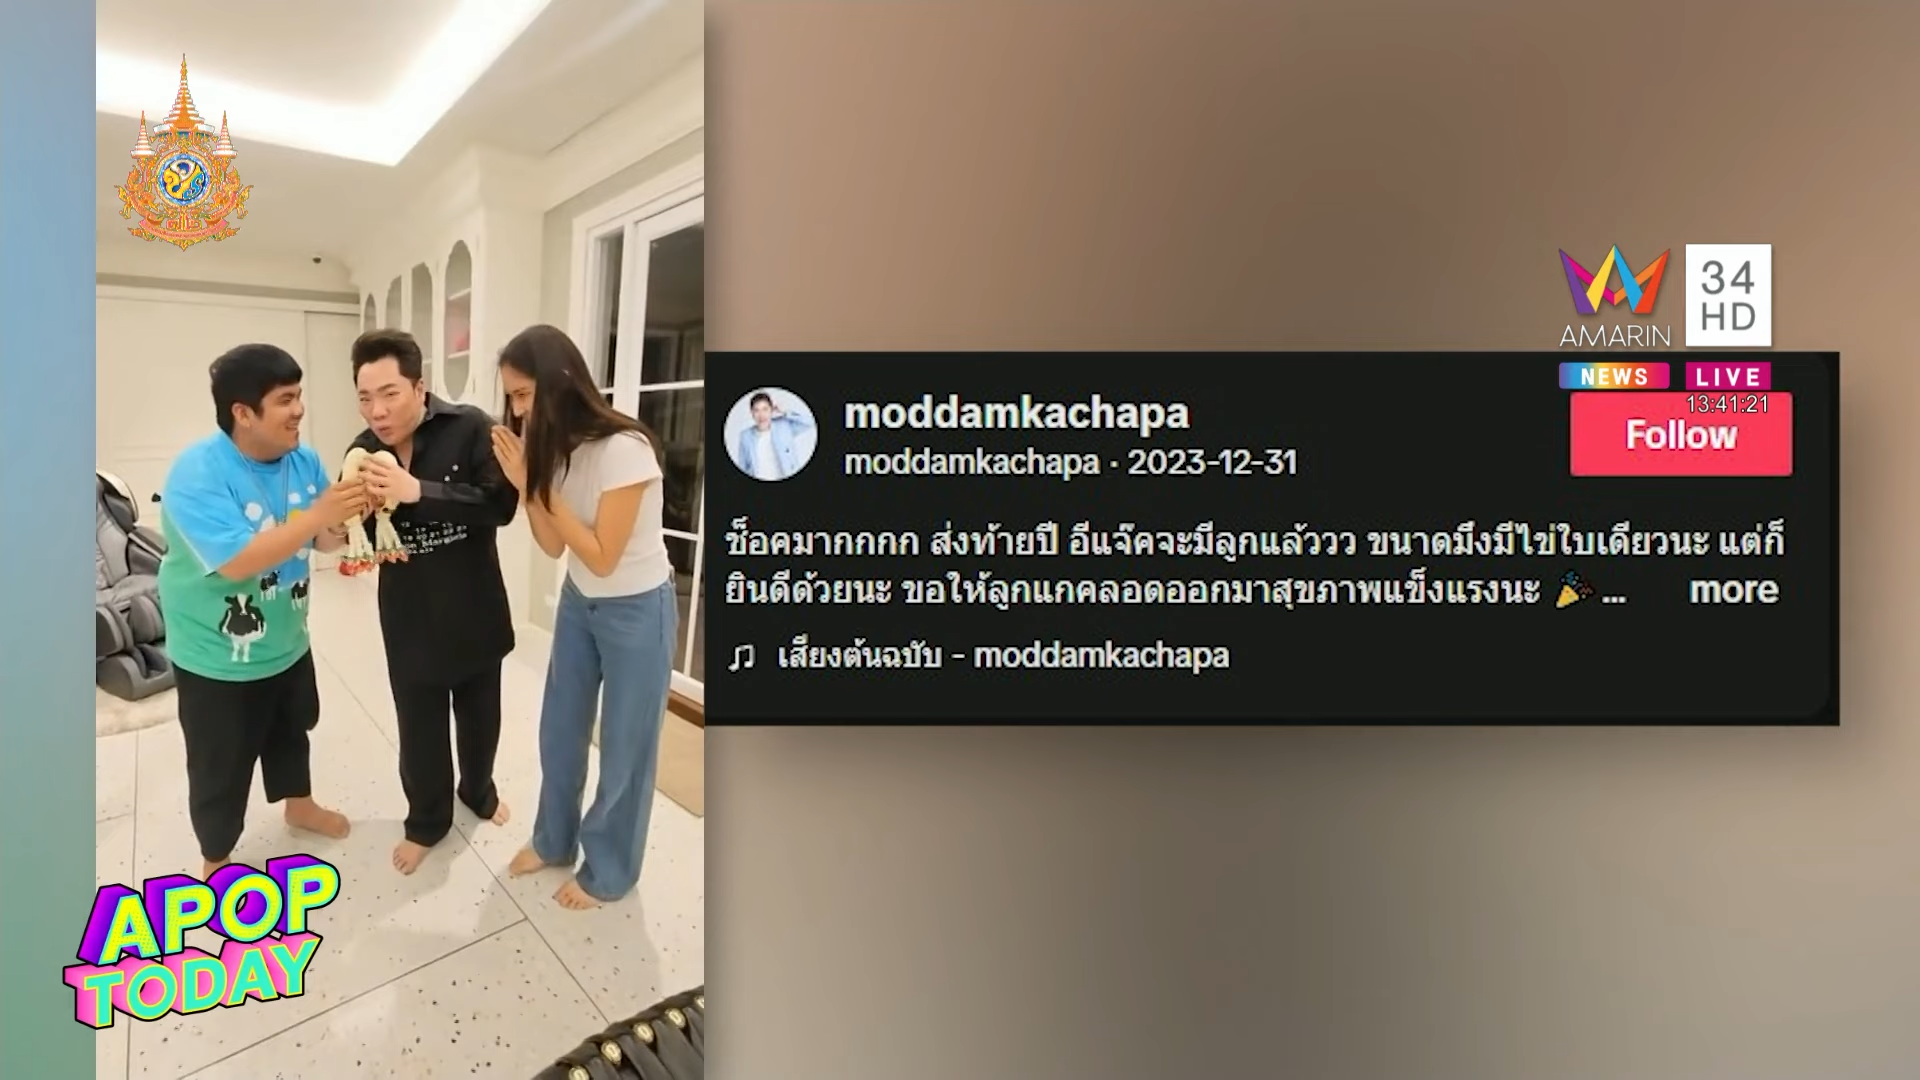 AMARIN
34
HD
NEWS
LIVE
13:41:21
moddamkachapa
moddamkachapa · 2023-12-31
Follow
ช็อคมากกกก ส่งท้ายปี อีแจ๊คจะมีลูกแล้ววว ขนาดมึงมีไข่ใบเดียวนะ แต่ก็
ยินดีด้วยนะ ขอให้ลูกแกคลอดออกมาสุขภาพแข็งแรงนะ 🎉 ... more
♫ เสียงต้นฉบับ - moddamkachapa
APOP
TODAY